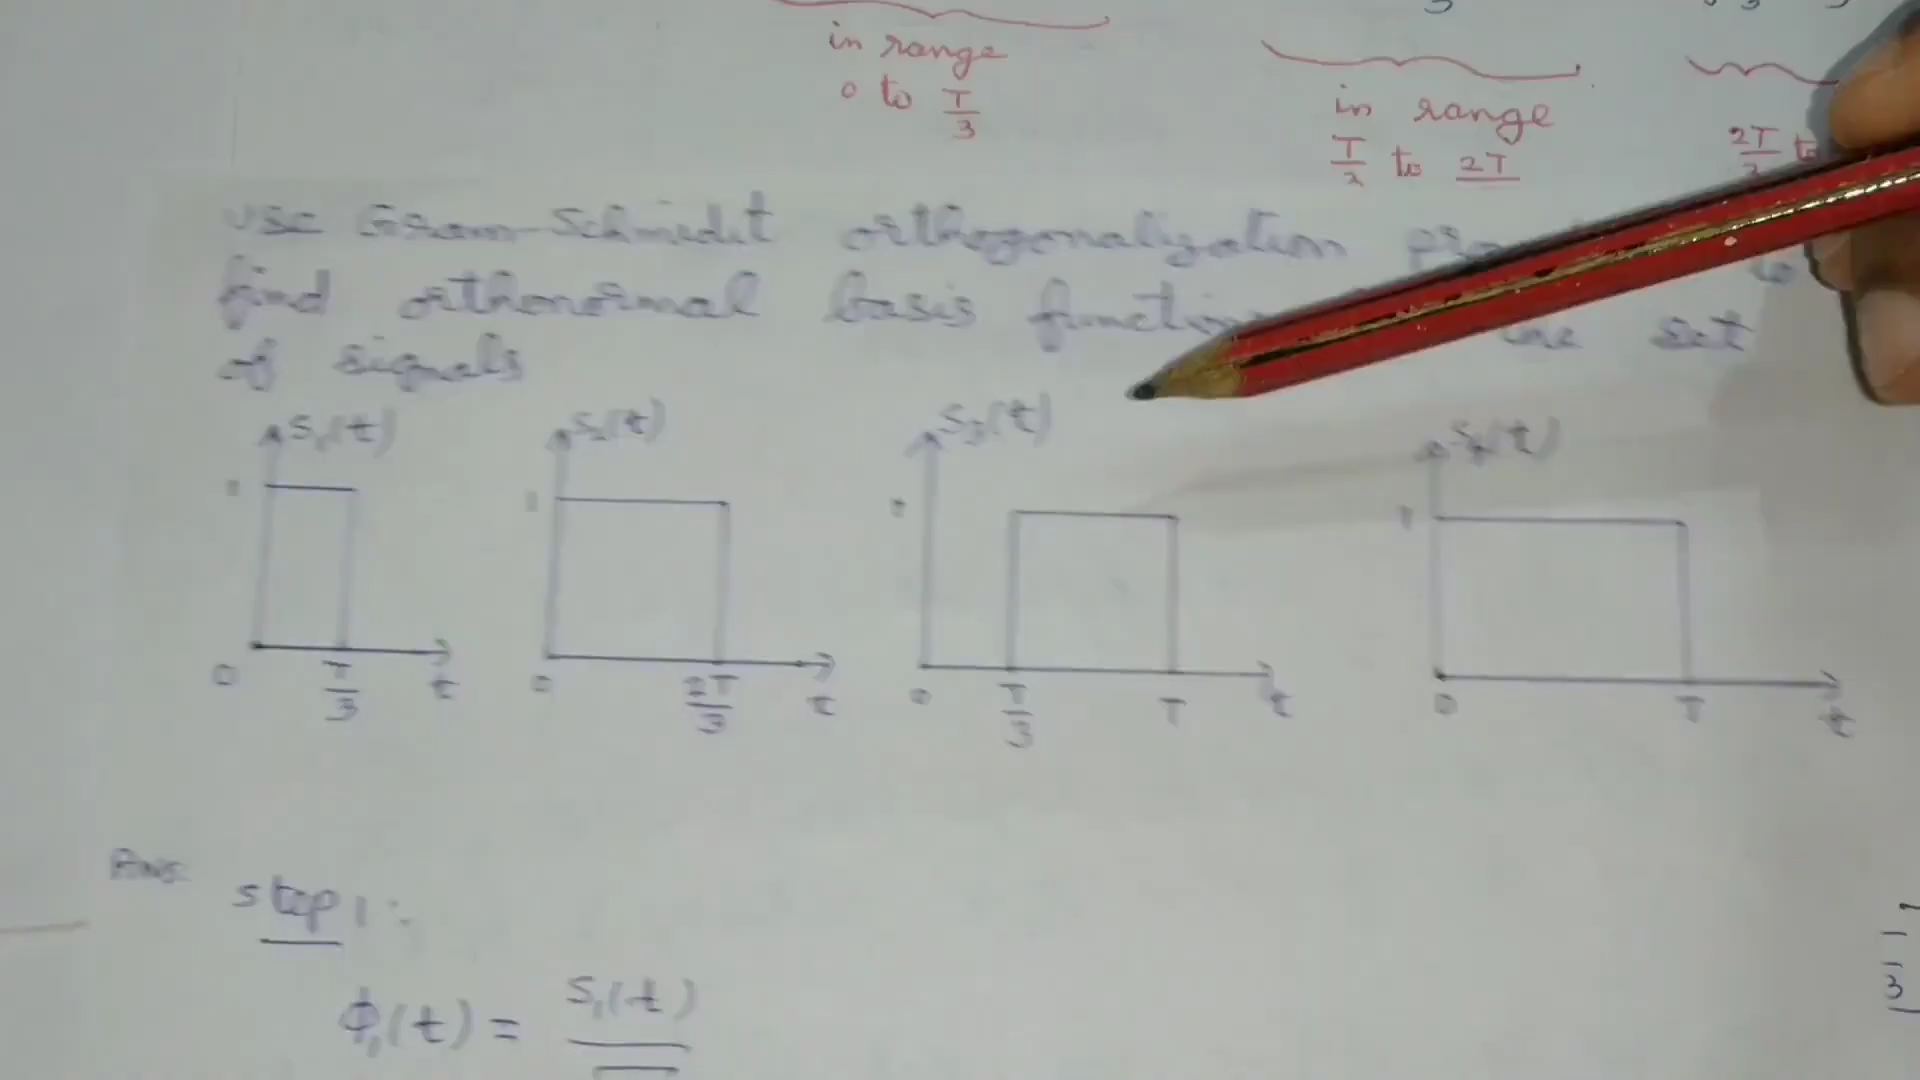 in range
0 to T/3
in range
T/3 to 2T
2T/3 to
Use Gram-Schmidt orthogonalization
find orthonormal basis set
of signals
S₁(t)
S₂(t)
S₃(t)
S₄(t)
1
1
1
1
0 T/3 t
0 2T/3 t
0 T/3 T t
0 T t
Ans:
Step 1 :-
ϕ₁(t) = S₁(t)